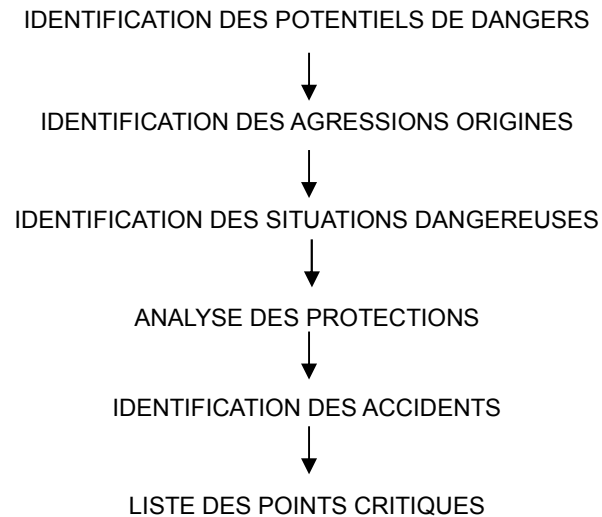 IDENTIFICATION DES POTENTIELS DE DANGERS
IDENTIFICATION DES AGRESSIONS ORIGINES
IDENTIFICATION DES SITUATIONS DANGEREUSES
ANALYSE DES PROTECTIONS
IDENTIFICATION DES ACCIDENTS
LISTE DES POINTS CRITIQUES